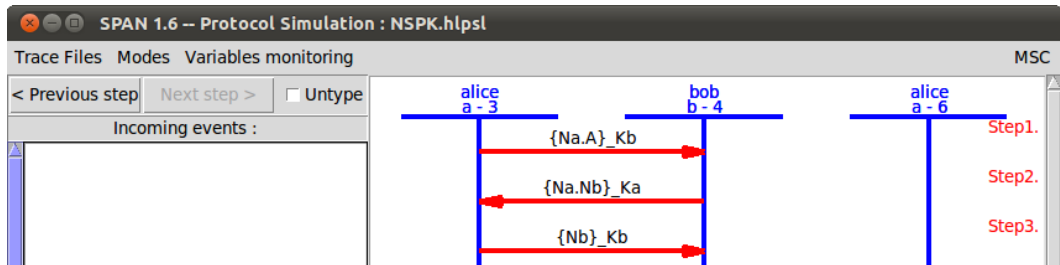 SPAN 1.6 -- Protocol Simulation : NSPK.hlpsl
Trace Files Modes Variables monitoring MSC
< Previous step Next step > Untype
Incoming events :
alice bob alice
a - 3 b - 4 a - 6
Step1.
{Na.A}_Kb
Step2.
{Na.Nb}_Ka
Step3.
{Nb}_Kb